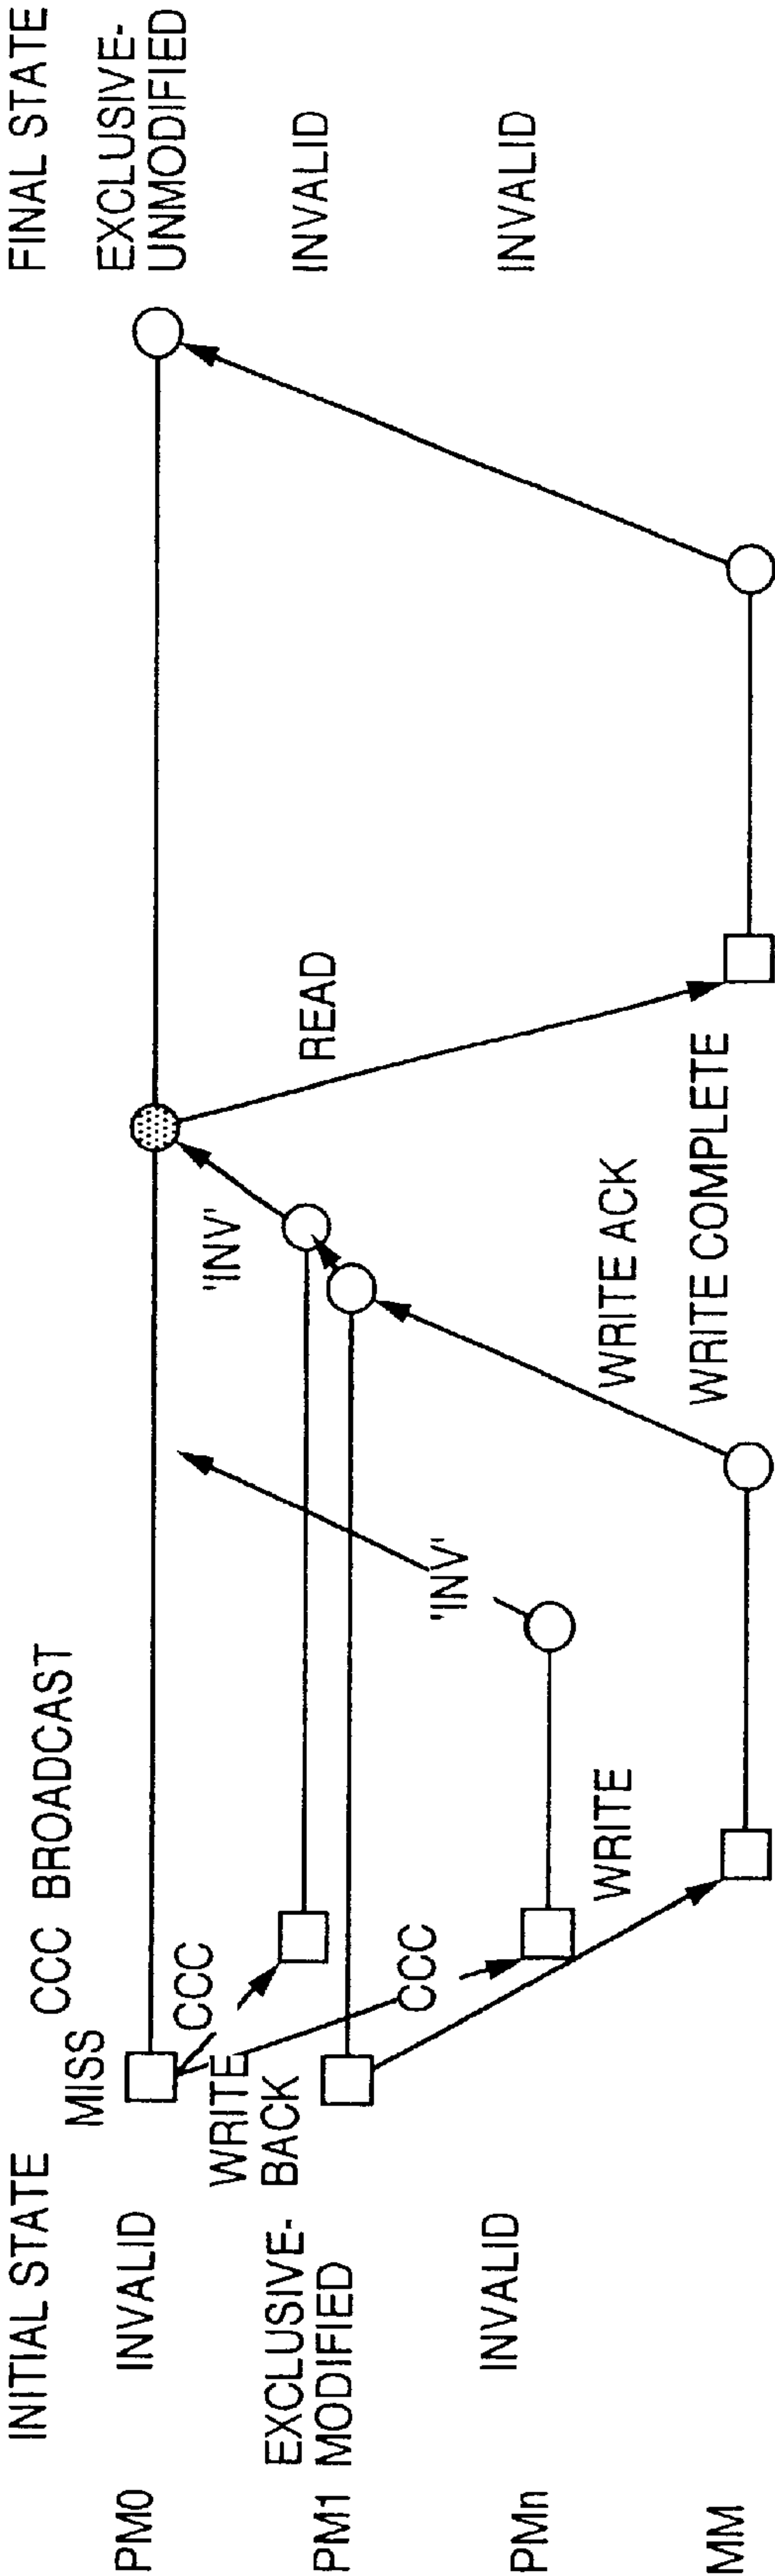 INITIAL STATE
FINAL STATE
MISS
CCC BROADCAST
PM0
INVALID
CCC
'INV'
EXCLUSIVE-
UNMODIFIED
WRITE
BACK
PM1
EXCLUSIVE-
MODIFIED
READ
INVALID
CCC
'INV'
PMn
INVALID
INVALID
WRITE
WRITE ACK
WRITE COMPLETE
MM